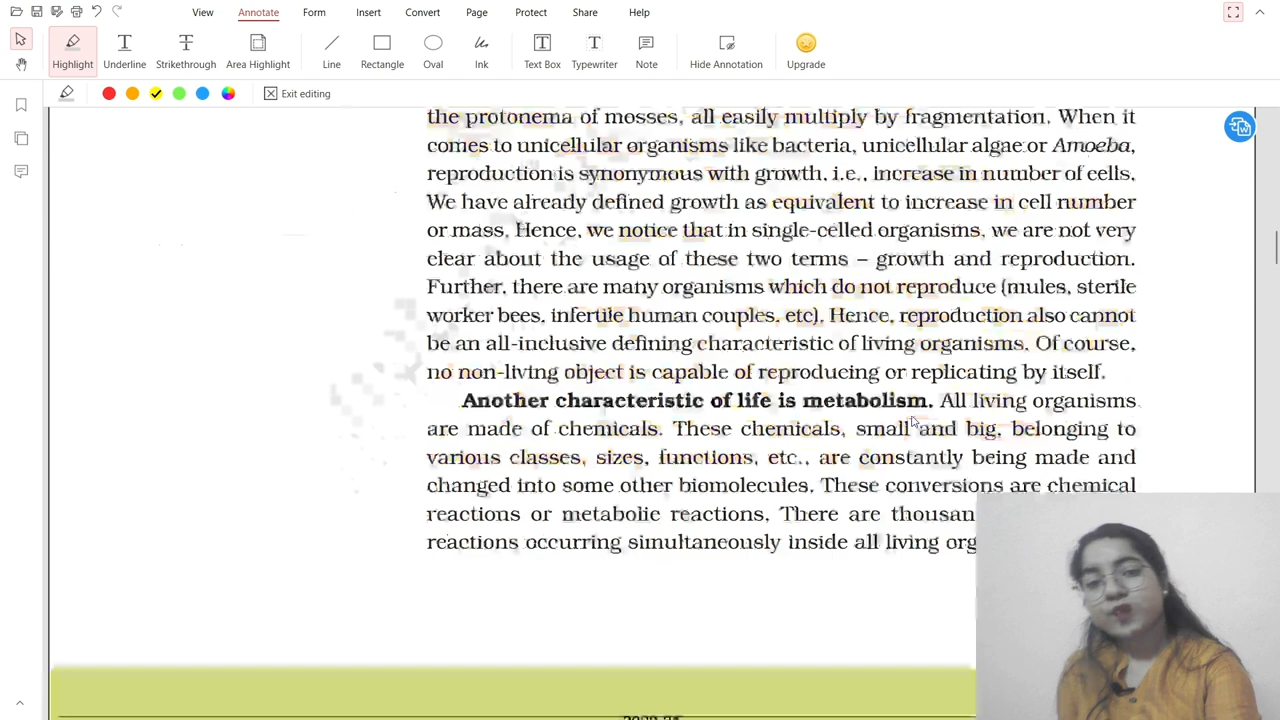 View Annotate Form Insert Convert Page Protect Share Help
Highlight Underline Strikethrough Area Highlight Line Rectangle Oval Ink Text Box Typewriter Note Hide Annotation Upgrade
Exit editing
the protonema of mosses, all easily multiply by fragmentation. When it
comes to unicellular organisms like bacteria, unicellular algae or Amoeba,
reproduction is synonymous with growth, i.e., increase in number of cells.
We have already defined growth as equivalent to increase in cell number
or mass. Hence, we notice that in single-celled organisms, we are not very
clear about the usage of these two terms – growth and reproduction.
Further, there are many organisms which do not reproduce (mules, sterile
worker bees, infertile human couples, etc). Hence, reproduction also cannot
be an all-inclusive defining characteristic of living organisms. Of course,
no non-living object is capable of reproducing or replicating by itself.
Another characteristic of life is metabolism. All living organisms
are made of chemicals. These chemicals, small and big, belonging to
various classes, sizes, functions, etc., are constantly being made and
changed into some other biomolecules. These conversions are chemical
reactions or metabolic reactions. There are thousan
reactions occurring simultaneously inside all living org